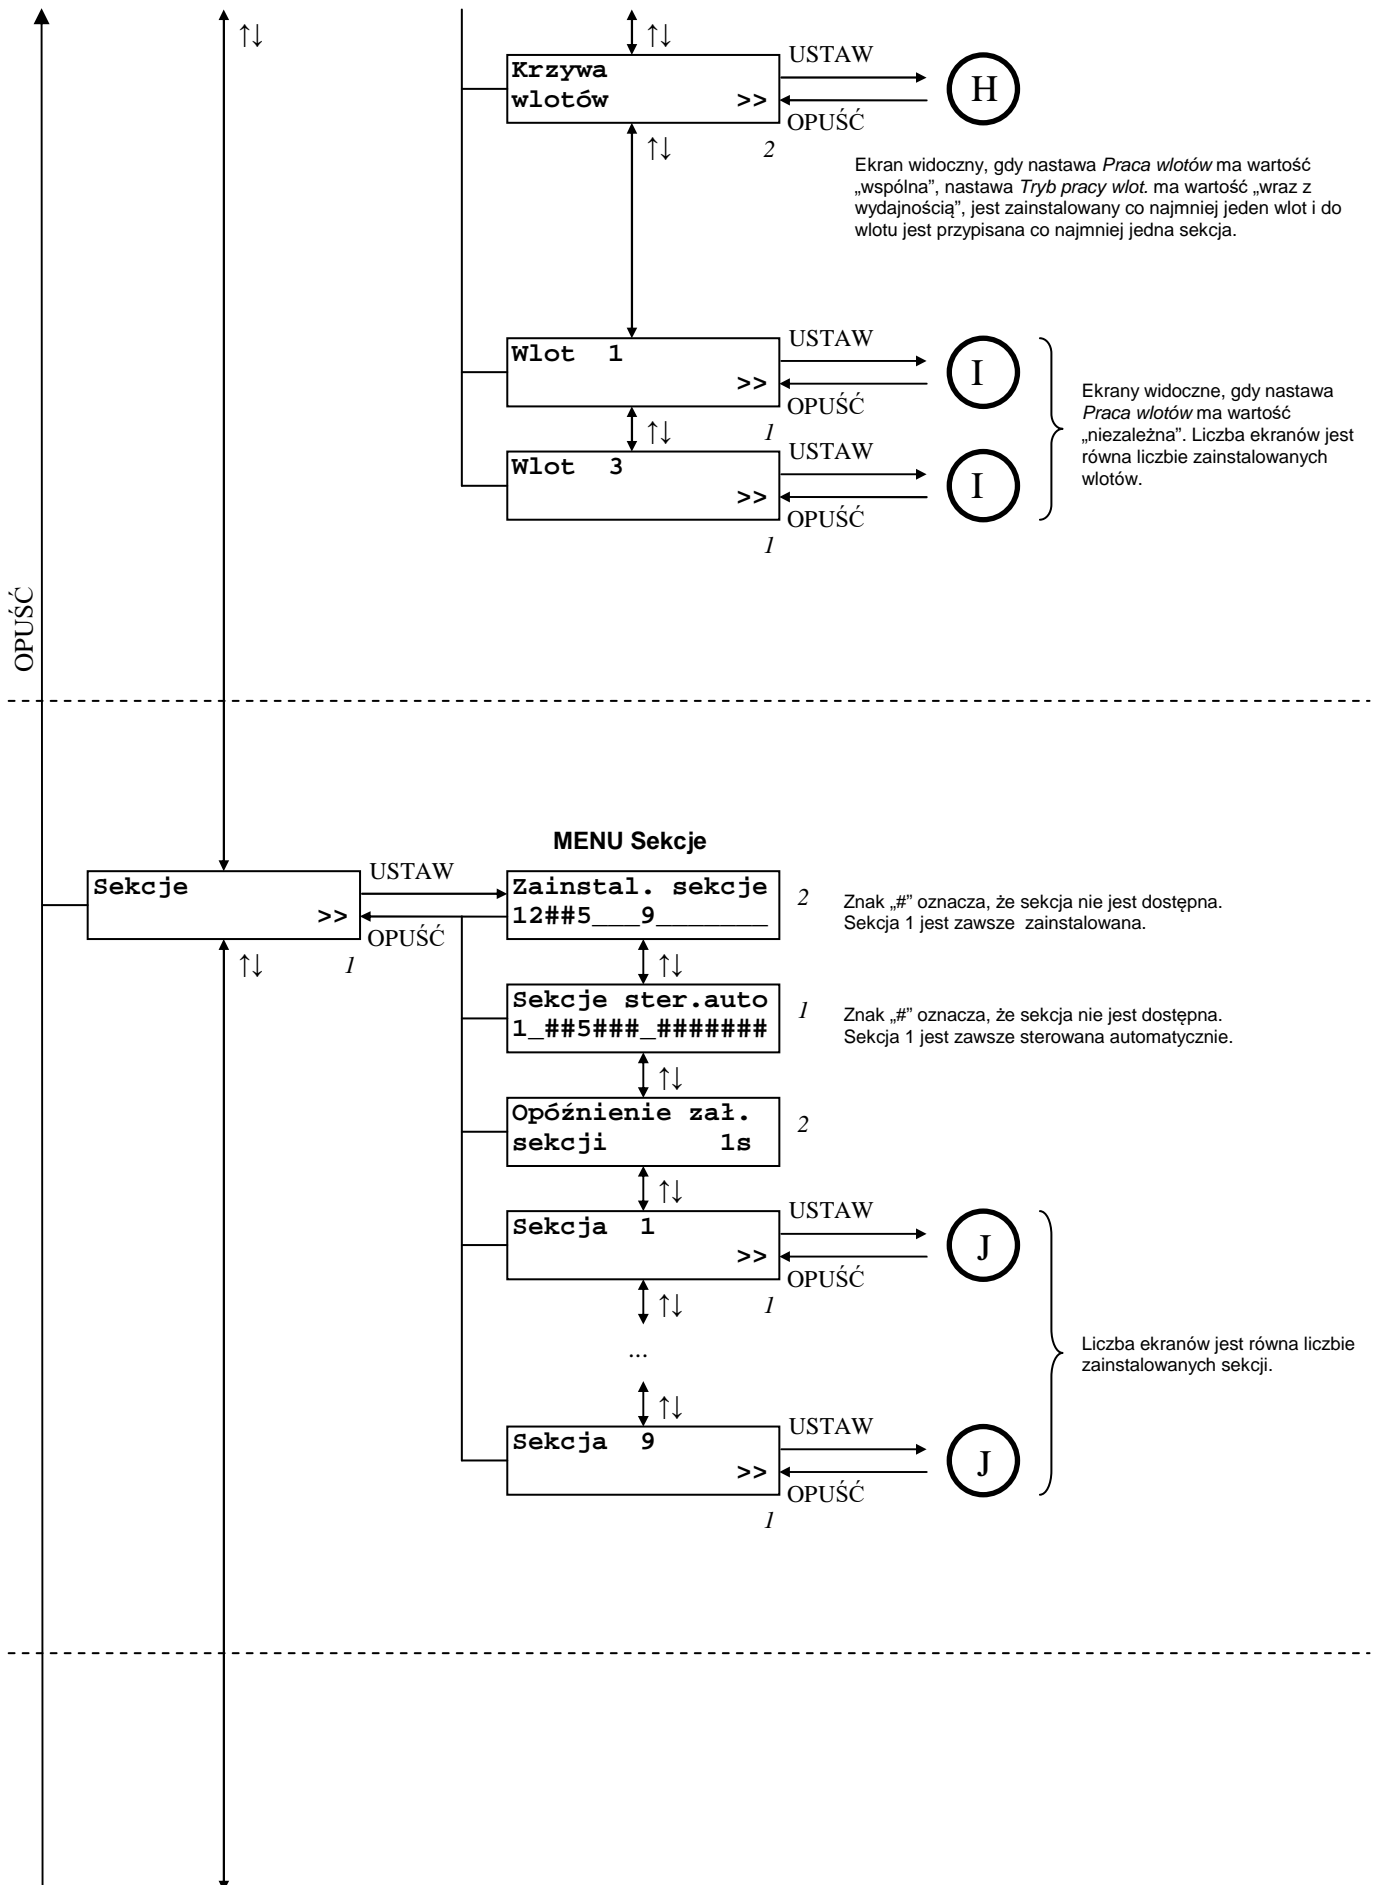 ↑↓
↑↓
Krzywa
wlotów >>
USTAW
OPUŚĆ
H
↑↓
2
Ekran widoczny, gdy nastawa Praca wlotów ma wartość
„wspólna”, nastawa Tryb pracy wlot. ma wartość „wraz z
wydajnością”, jest zainstalowany co najmniej jeden wlot i do
wlotu jest przypisana co najmniej jedna sekcja.
Wlot 1
>>
USTAW
OPUŚĆ
I
↑↓
1
Wlot 3
>>
USTAW
OPUŚĆ
I
1
Ekrany widoczne, gdy nastawa
Praca wlotów ma wartość
„niezależna”. Liczba ekranów jest
równa liczbie zainstalowanych
wlotów.
OPUŚĆ
MENU Sekcje
Sekcje
>>
USTAW
OPUŚĆ
↑↓
1
Zainstal. sekcje
12##5___9_______
2
Znak „#” oznacza, że sekcja nie jest dostępna.
Sekcja 1 jest zawsze zainstalowana.
↑↓
Sekcje ster.auto
1_##5###_#######
1
Znak „#” oznacza, że sekcja nie jest dostępna.
Sekcja 1 jest zawsze sterowana automatycznie.
↑↓
Opóźnienie zał.
sekcji 1s
2
↑↓
Sekcja 1
>>
USTAW
OPUŚĆ
J
↑↓
1
...
Liczba ekranów jest równa liczbie
zainstalowanych sekcji.
↑↓
Sekcja 9
>>
USTAW
OPUŚĆ
J
1